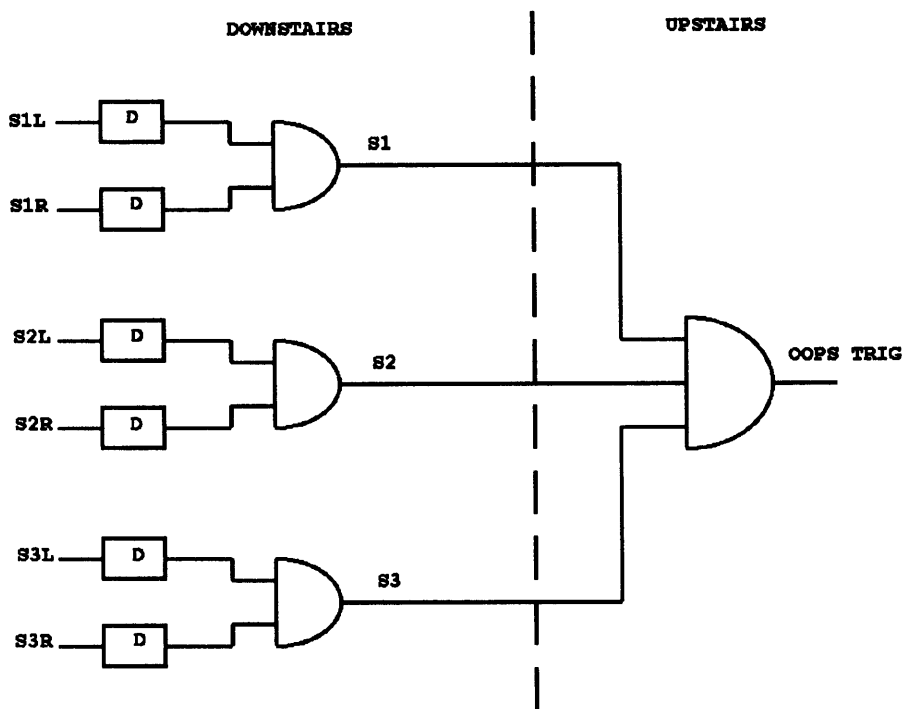 DOWNSTAIRS
UPSTAIRS
S1L
D
S1
S1R
D
S2L
D
S2
OOPS TRIG
S2R
D
S3L
D
S3
S3R
D